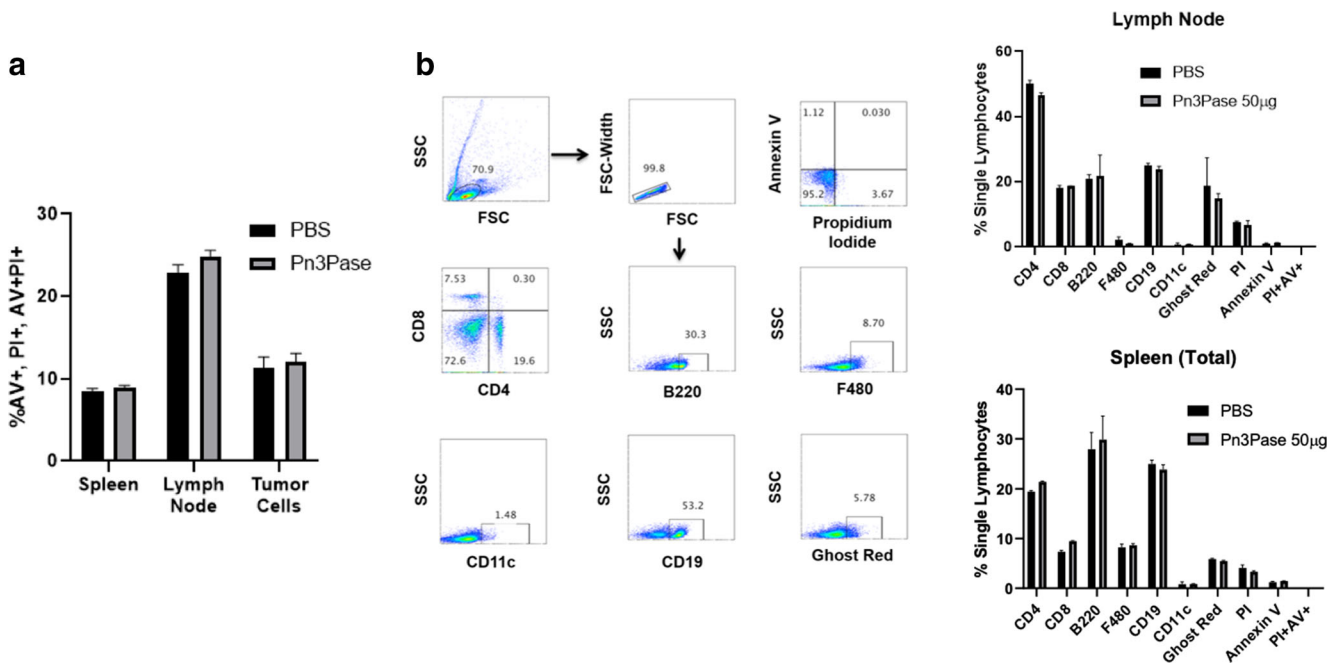 a
%AV+, PI+, AV+PI+
30
20
10
0
PBS
Pn3Pase
Spleen
Lymph
Node
Tumor
Cells
b
SSC
70.9
FSC
FSC-Width
99.8
FSC
Annexin V
1.12
0.030
95.2
3.67
Propidium
Iodide
CD8
7.53
0.30
72.6
19.6
CD4
SSC
30.3
B220
SSC
8.70
F480
SSC
1.48
CD11c
SSC
53.2
CD19
SSC
5.78
Ghost Red
Lymph Node
% Single Lymphocytes
60
40
20
0
PBS
Pn3Pase 50µg
CD4
CD8
B220
F480
CD19
CD11c
Ghost Red
PI
Annexin V
PI+AV+
Spleen (Total)
% Single Lymphocytes
40
30
20
10
0
PBS
Pn3Pase 50µg
CD4
CD8
B220
F480
CD19
CD11c
Ghost Red
PI
Annexin V
PI+AV+